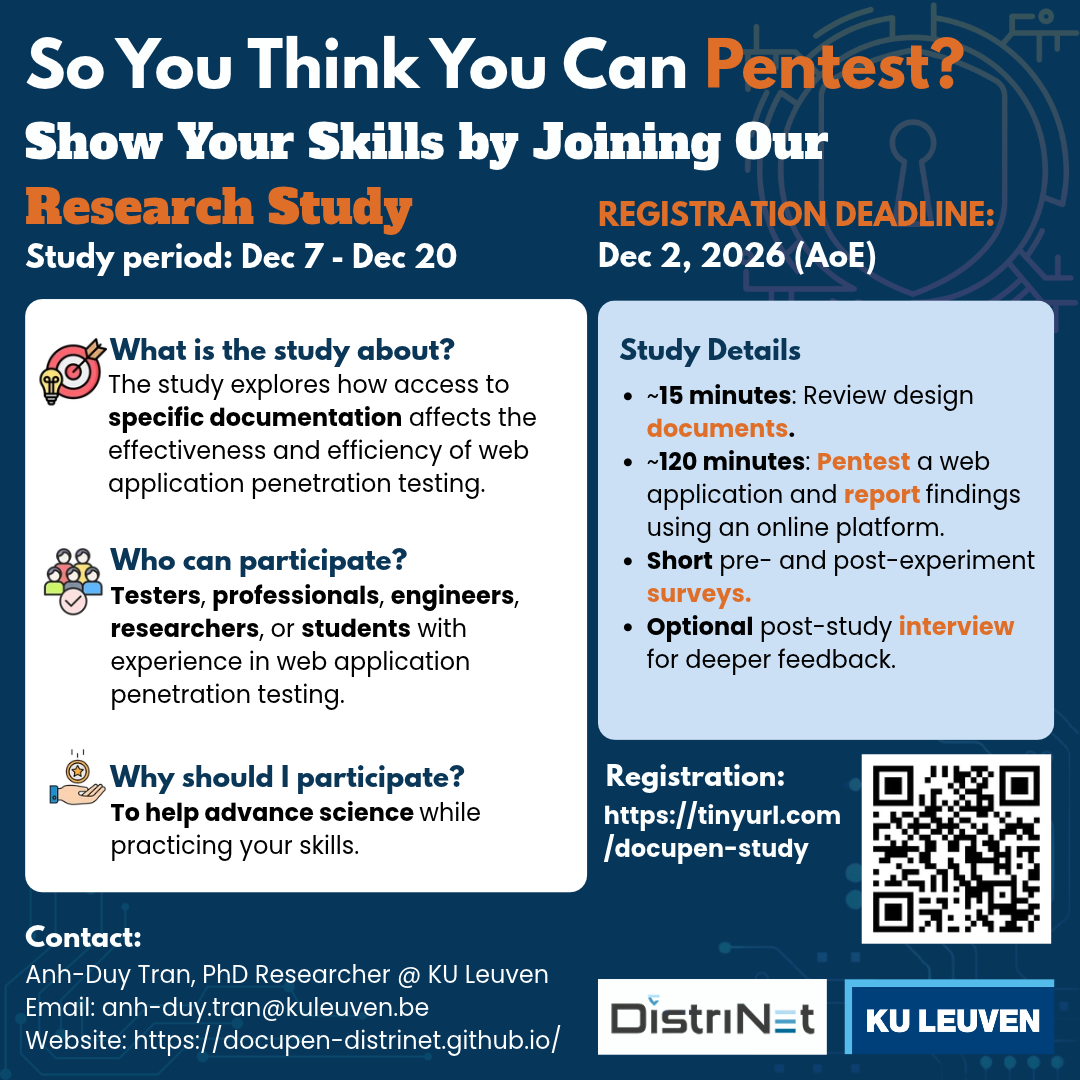 So You Think You Can Pentest?
Show Your Skills by Joining Our
Research Study
Study period: Dec 7 - Dec 20
REGISTRATION DEADLINE:
Dec 2, 2026 (AoE)
What is the study about?
The study explores how access to
specific documentation affects the
effectiveness and efficiency of web
application penetration testing.
Who can participate?
Testers, professionals, engineers,
researchers, or students with
experience in web application
penetration testing.
Why should I participate?
To help advance science while
practicing your skills.
Study Details
• ~15 minutes: Review design
documents.
• ~120 minutes: Pentest a web
application and report findings
using an online platform.
• Short pre- and post-experiment
surveys.
• Optional post-study interview
for deeper feedback.
Registration:
https://tinyurl.com
/docupen-study
Contact:
Anh-Duy Tran, PhD Researcher @ KU Leuven
Email: anh-duy.tran@kuleuven.be
Website: https://docupen-distrinet.github.io/
DistriNet
KU LEUVEN